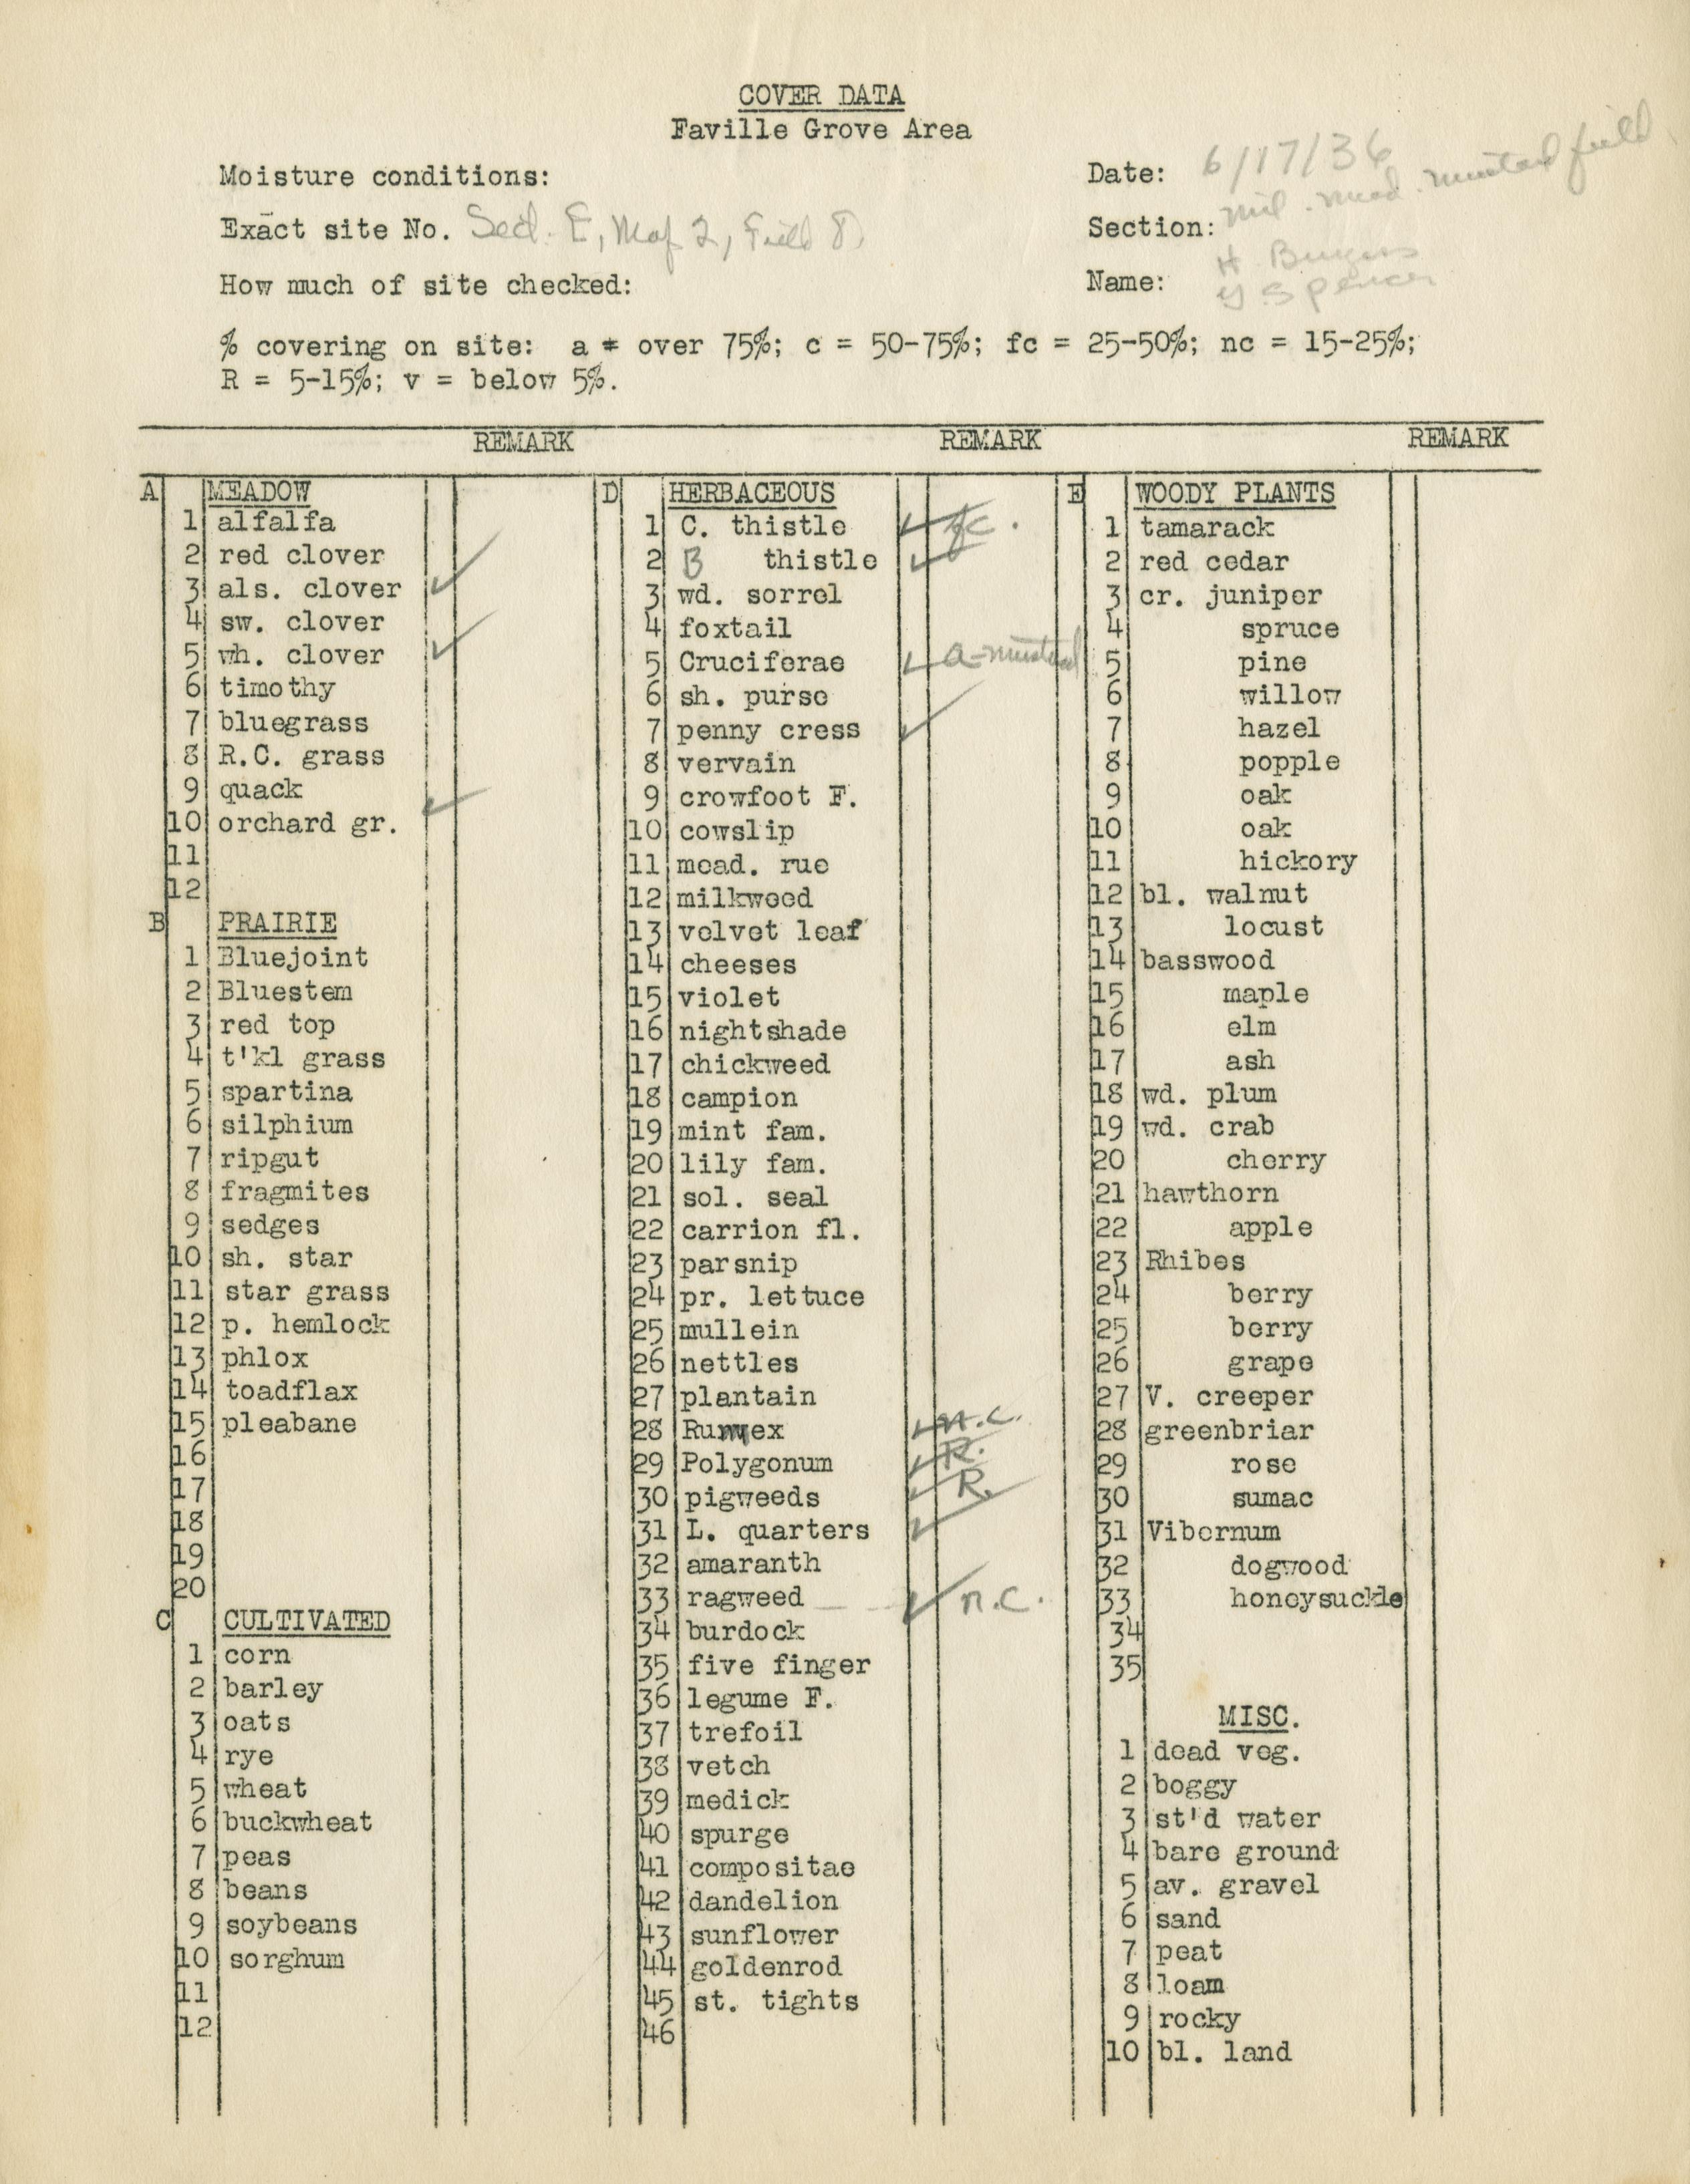 COVER DATA
Faville Grove Area
Moisture conditions:
Date: 6/17/36
Exact site No. Sect. E, Map 2, Field 8
Section: mil. mead. mustard field
How much of site checked:
Name: H. Burgess
Y. Spencer
% covering on site: a = over 75%; c = 50-75%; fc = 25-50%; nc = 15-25%;
R = 5-15%; v = below 5%.
REMARK REMARK REMARK
A MEADOW
1 alfalfa
2 red clover
3 als. clover ✓
4 sw. clover
5 wh. clover ✓
6 timothy
7 bluegrass
8 R.C. grass
9 quack ✓
10 orchard gr.
11
12
B PRAIRIE
1 Bluejoint
2 Bluestem
3 red top
4 t'kl grass
5 spartina
6 silphium
7 ripgut
8 fragmites
9 sedges
10 sh. star
11 star grass
12 p. hemlock
13 phlox
14 toadflax
15 pleabane
16
17
18
19
20
C CULTIVATED
1 corn
2 barley
3 oats
4 rye
5 wheat
6 buckwheat
7 peas
8 beans
9 soybeans
10 sorghum
11
12
D HERBACEOUS
1 C. thistle ✓ fc.
2 B thistle ✓
3 wd. sorrel
4 foxtail
5 Cruciferae ✓ a-mustard
6 sh. purse
7 penny cress ✓
8 vervain
9 crowfoot F.
10 cowslip
11 mead. rue
12 milkweed
13 velvet leaf
14 cheeses
15 violet
16 nightshade
17 chickweed
18 campion
19 mint fam.
20 lily fam.
21 sol. seal
22 carrion fl.
23 parsnip
24 pr. lettuce
25 mullein
26 nettles
27 plantain
28 Rumex ✓ n.c.
29 Polygonum ✓ R.
30 pigweeds ✓ R.
31 L. quarters ✓
32 amaranth
33 ragweed ✓ n.c.
34 burdock
35 five finger
36 legume F.
37 trefoil
38 vetch
39 medick
40 spurge
41 compositae
42 dandelion
43 sunflower
44 goldenrod
45 st. tights
46
E WOODY PLANTS
1 tamarack
2 red cedar
3 cr. juniper
4 spruce
5 pine
6 willow
7 hazel
8 popple
9 oak
10 oak
11 hickory
12 bl. walnut
13 locust
14 basswood
15 maple
16 elm
17 ash
18 wd. plum
19 wd. crab
20 cherry
21 hawthorn
22 apple
23 Rhibes
24 berry
25 berry
26 grape
27 V. creeper
28 greenbriar
29 rose
30 sumac
31 Vibernum
32 dogwood
33 honeysuckle
34
35
MISC.
1 dead veg.
2 boggy
3 st'd water
4 bare ground
5 av. gravel
6 sand
7 peat
8 loam
9 rocky
10 bl. land